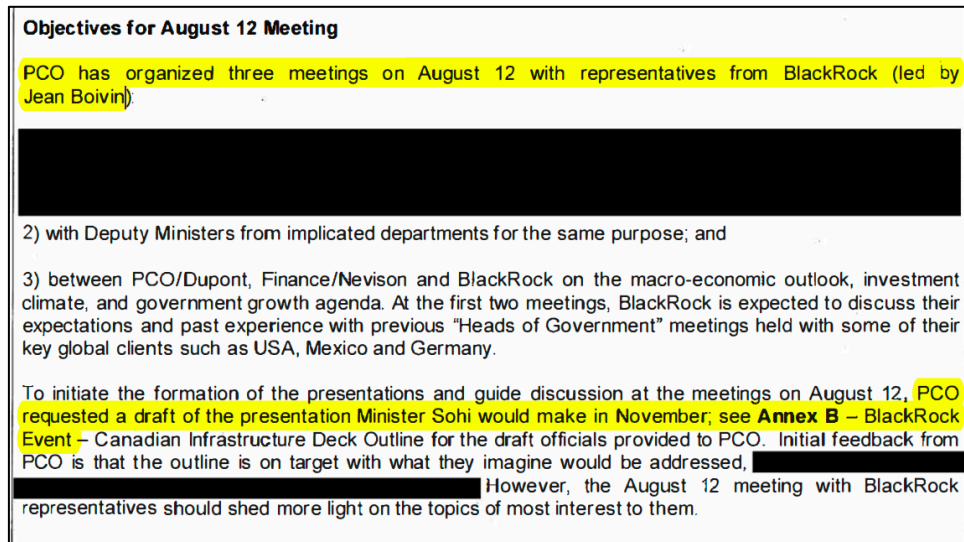 Objectives for August 12 Meeting
PCO has organized three meetings on August 12 with representatives from BlackRock (led by
Jean Boivin):
2) with Deputy Ministers from implicated departments for the same purpose; and
3) between PCO/Dupont, Finance/Nevison and BlackRock on the macro-economic outlook, investment
climate, and government growth agenda. At the first two meetings, BlackRock is expected to discuss their
expectations and past experience with previous “Heads of Government” meetings held with some of their
key global clients such as USA, Mexico and Germany.
To initiate the formation of the presentations and guide discussion at the meetings on August 12, PCO
requested a draft of the presentation Minister Sohi would make in November; see Annex B – BlackRock
Event – Canadian Infrastructure Deck Outline for the draft officials provided to PCO. Initial feedback from
PCO is that the outline is on target with what they imagine would be addressed,
However, the August 12 meeting with BlackRock
representatives should shed more light on the topics of most interest to them.